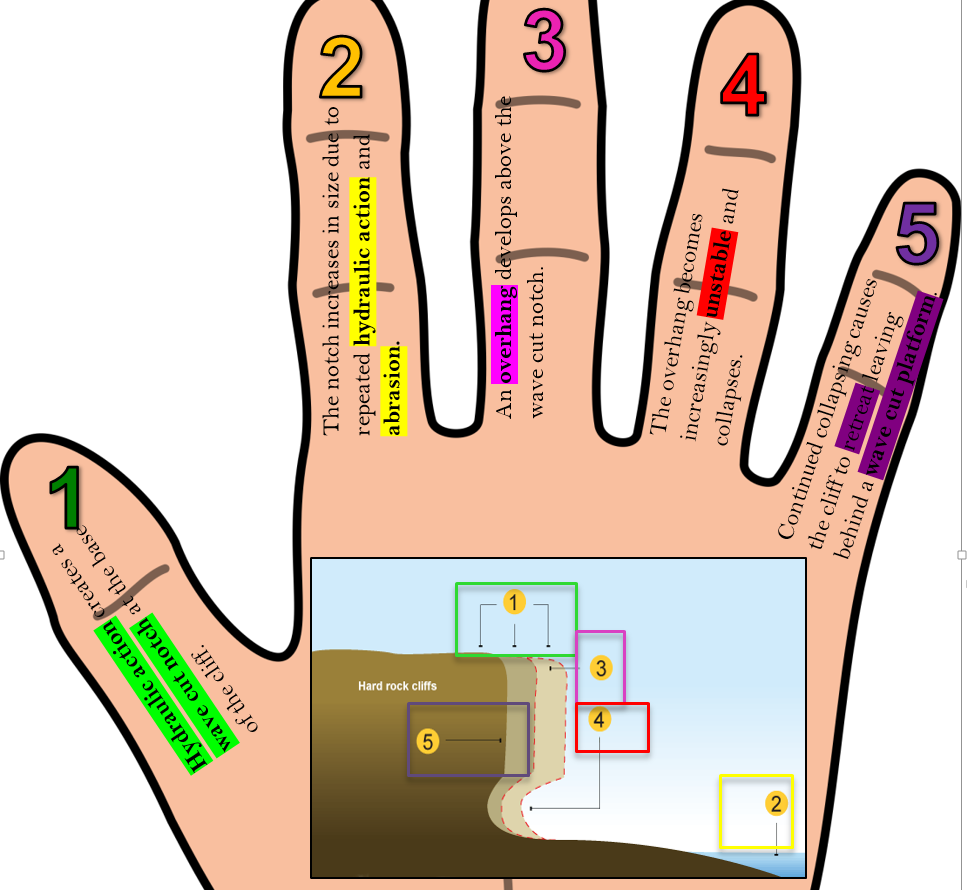 1
Hydraulic action creates a
wave cut notch at the base
of the cliff.
2
The notch increases in size due to
repeated hydraulic action and
abrasion.
3
An overhang develops above the
wave cut notch.
4
The overhang becomes
increasingly unstable and
collapses.
5
Continued collapsing causes
the cliff to retreat leaving
behind a wave cut platform.
1
3
Hard rock cliffs
4
5
2